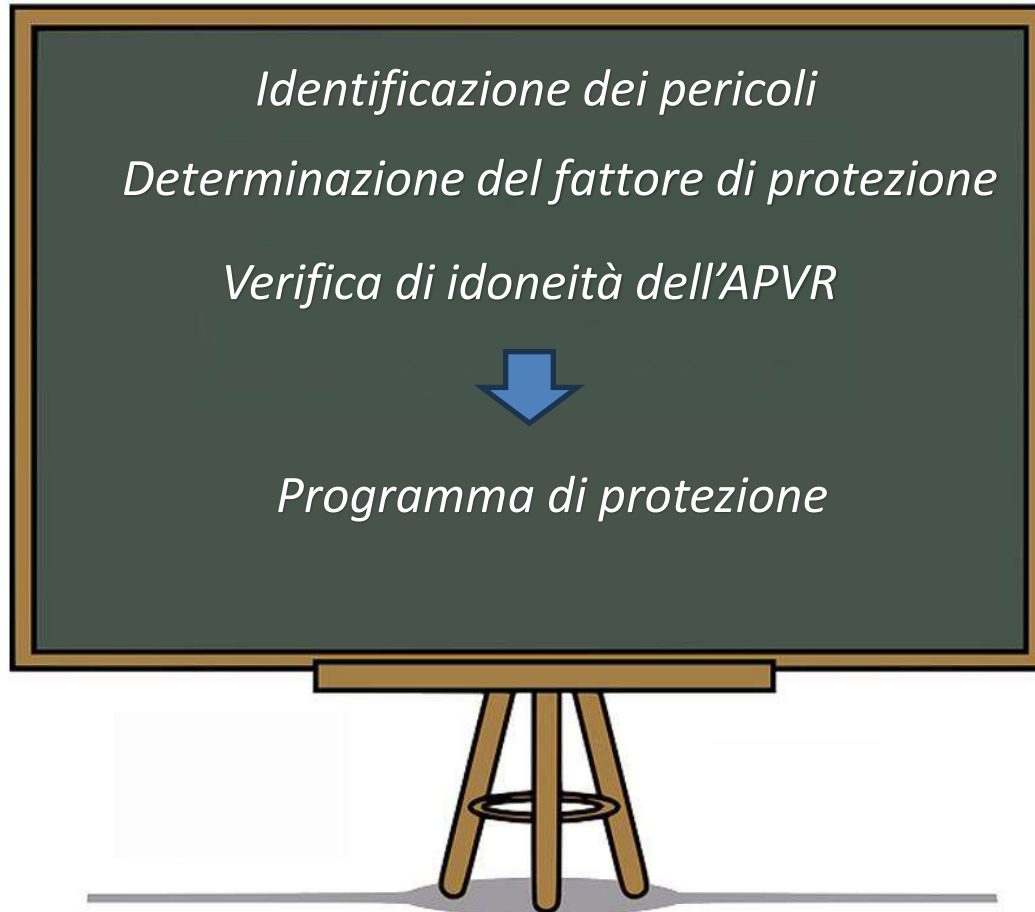 Identificazione dei pericoli
Determinazione del fattore di protezione
Verifica di idoneità dell’APVR
Programma di protezione